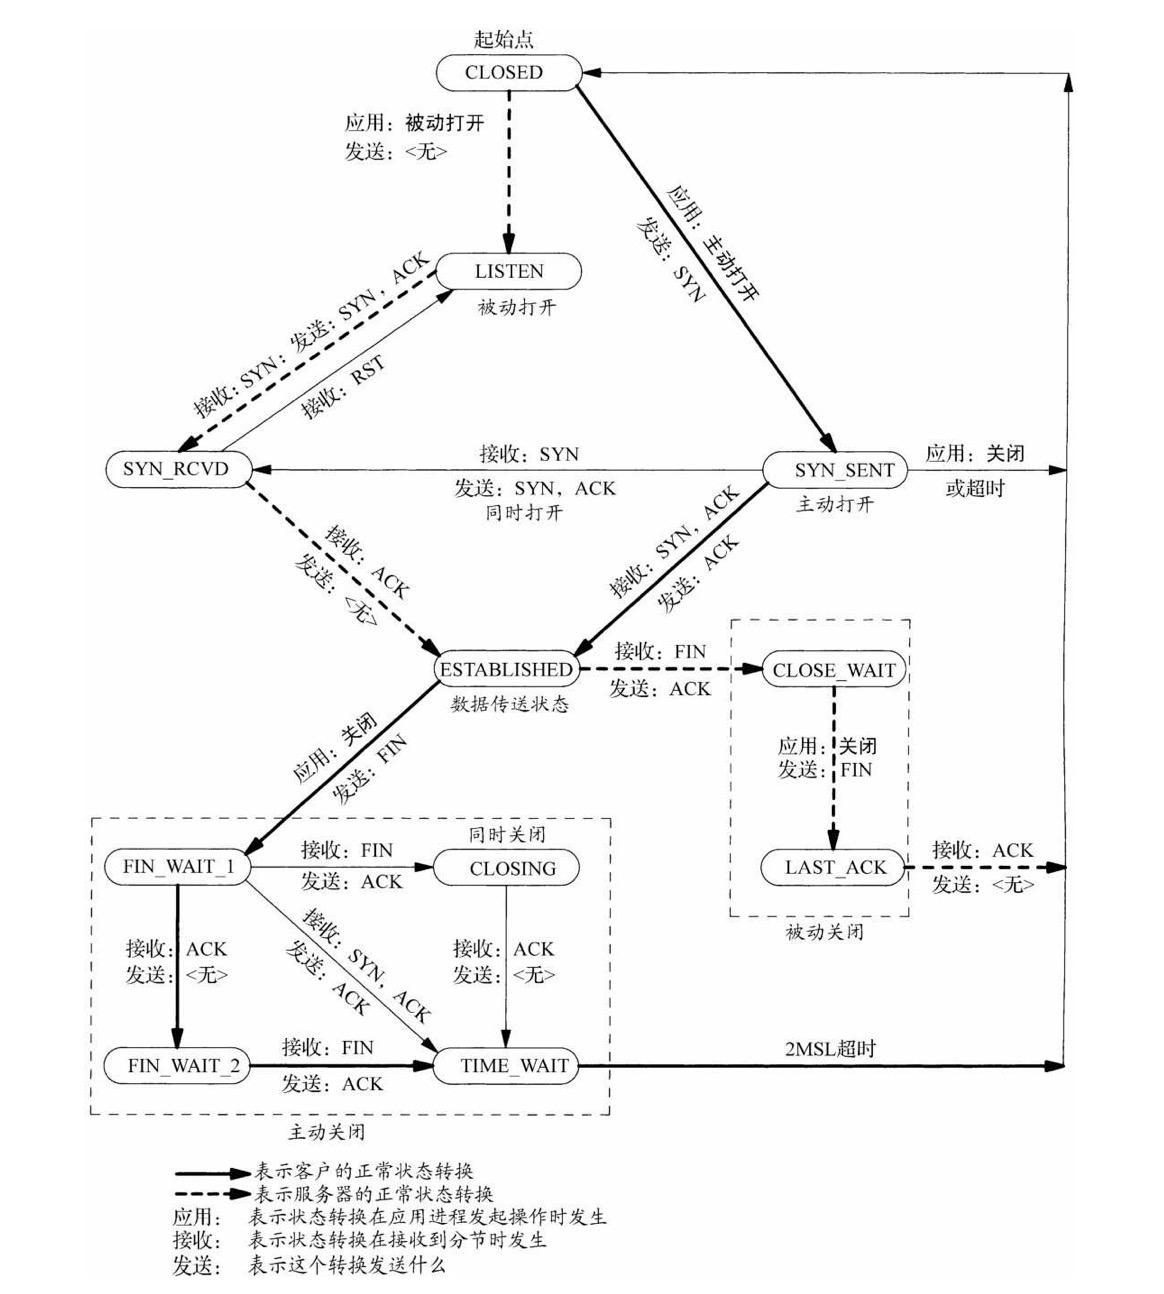 起始点
CLOSED
应用：被动打开
发送：<无>
应用：主动打开
发送：SYN
LISTEN
被动打开
接收：SYN；发送：SYN，ACK
接收：RST
SYN_RCVD
接收：SYN
发送：SYN，ACK
同时打开
SYN_SENT
主动打开
应用：关闭
或超时
接收：ACK
发送：<无>
接收：SYN，ACK
发送：ACK
ESTABLISHED
数据传送状态
接收：FIN
发送：ACK
CLOSE_WAIT
应用：关闭
发送：FIN
应用：关闭
发送：FIN
LAST_ACK
接收：ACK
发送：<无>
被动关闭
同时关闭
FIN_WAIT_1
接收：FIN
发送：ACK
CLOSING
接收：ACK
发送：<无>
接收：SYN，ACK
发送：ACK
接收：ACK
发送：<无>
FIN_WAIT_2
接收：FIN
发送：ACK
TIME_WAIT
2MSL超时
主动关闭
表示客户的正常状态转换
表示服务器的正常状态转换
应用： 表示状态转换在应用进程发起操作时发生
接收： 表示状态转换在接收到分节时发生
发送： 表示这个转换发送什么